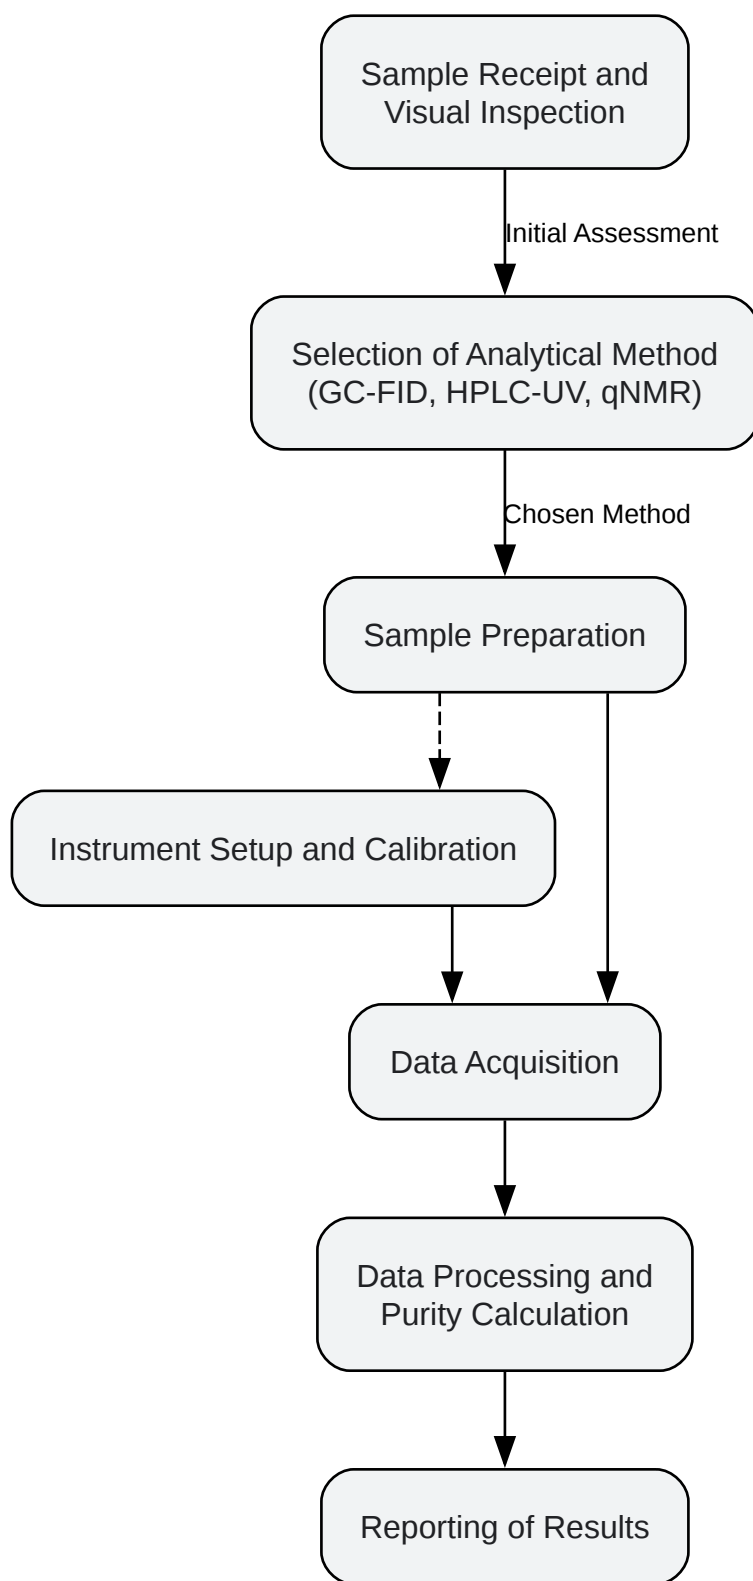 Sample Receipt and
Visual Inspection
Initial Assessment
Selection of Analytical Method
(GC-FID, HPLC-UV, qNMR)
Chosen Method
Sample Preparation
Instrument Setup and Calibration
Data Acquisition
Data Processing and
Purity Calculation
Reporting of Results